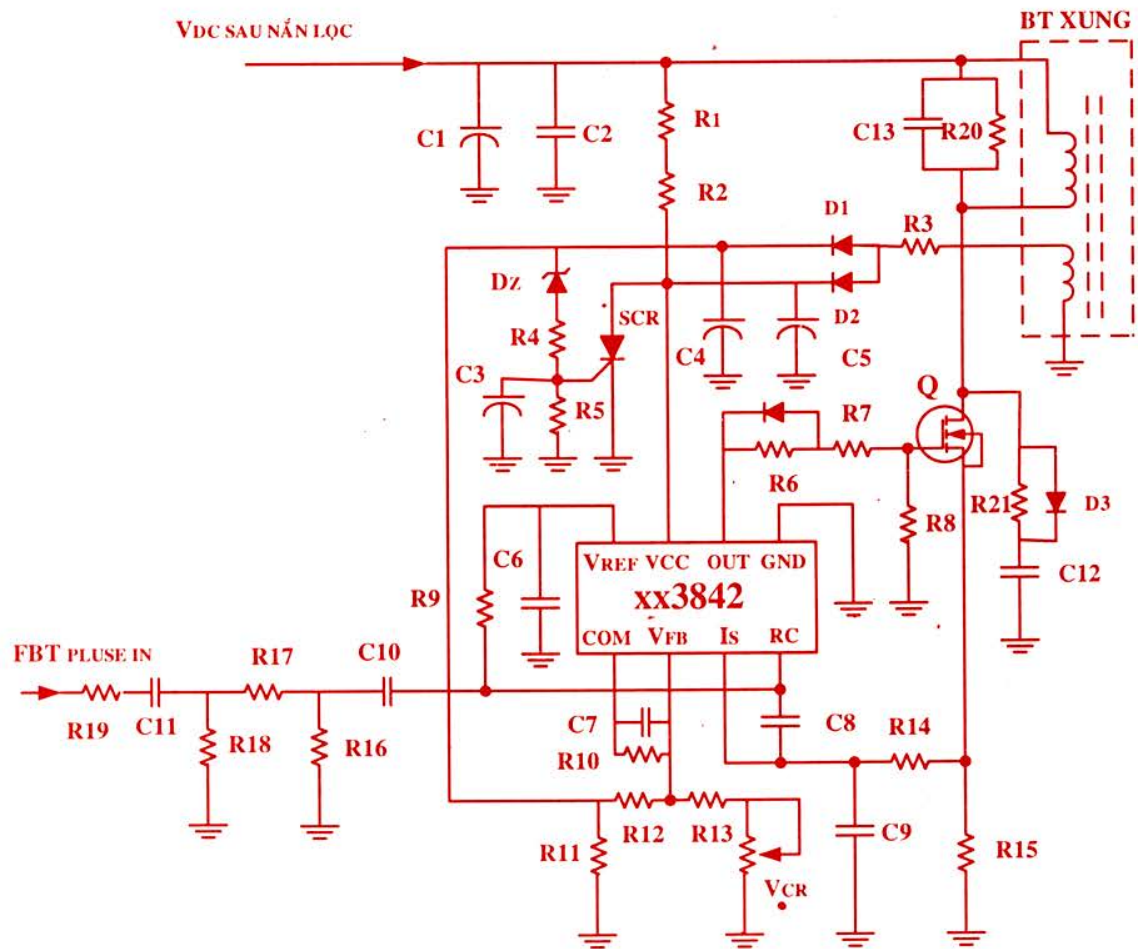 VDC SAU NẮN LỌC
BT XUNG
C1
C2
R1
C13
R20
R2
D1
R3
DZ
SCR
D2
R4
C4
C5
C3
R5
Q
R7
R6
R8
R21
D3
C6
VREF VCC OUT GND
C12
R9
xx3842
COM VFB IS RC
FBT PLUSE IN
R17
C10
R19
C11
R18
R16
C7
C8
R14
R10
R12
R13
C9
R11
R15
VCR